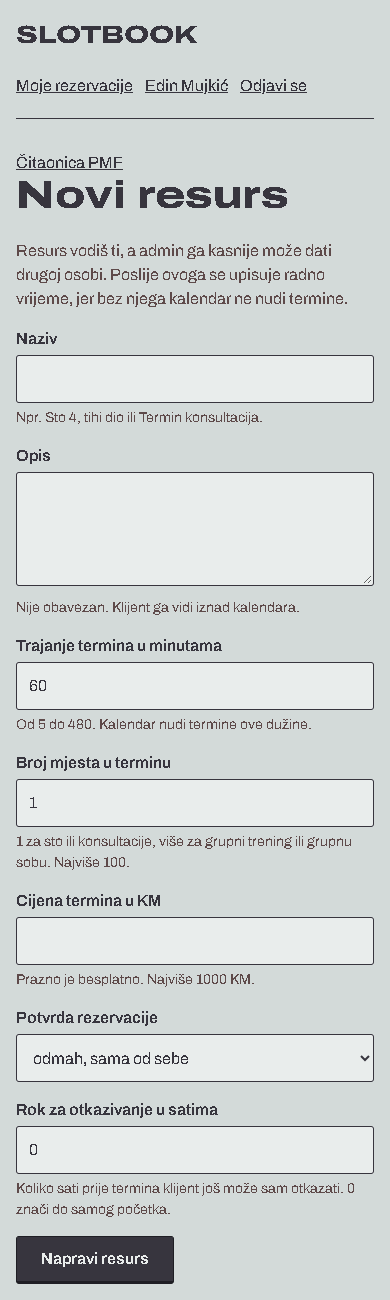 SLOTBOOK
Moje rezervacije Edin Mujkić Odjavi se
Čitaonica PMF
Novi resurs
Resurs vodiš ti, a admin ga kasnije može dati
drugoj osobi. Poslije ovoga se upisuje radno
vrijeme, jer bez njega kalendar ne nudi termine.
Naziv
Npr. Sto 4, tihi dio ili Termin konsultacija.
Opis
Nije obavezan. Klijent ga vidi iznad kalendara.
Trajanje termina u minutama
60
Od 5 do 480. Kalendar nudi termine ove dužine.
Broj mjesta u terminu
1
1 za sto ili konsultacije, više za grupni trening ili grupnu
sobu. Najviše 100.
Cijena termina u KM
Prazno je besplatno. Najviše 1000 KM.
Potvrda rezervacije
odmah, sama od sebe
Rok za otkazivanje u satima
0
Koliko sati prije termina klijent još može sam otkazati. 0
znači do samog početka.
Napravi resurs